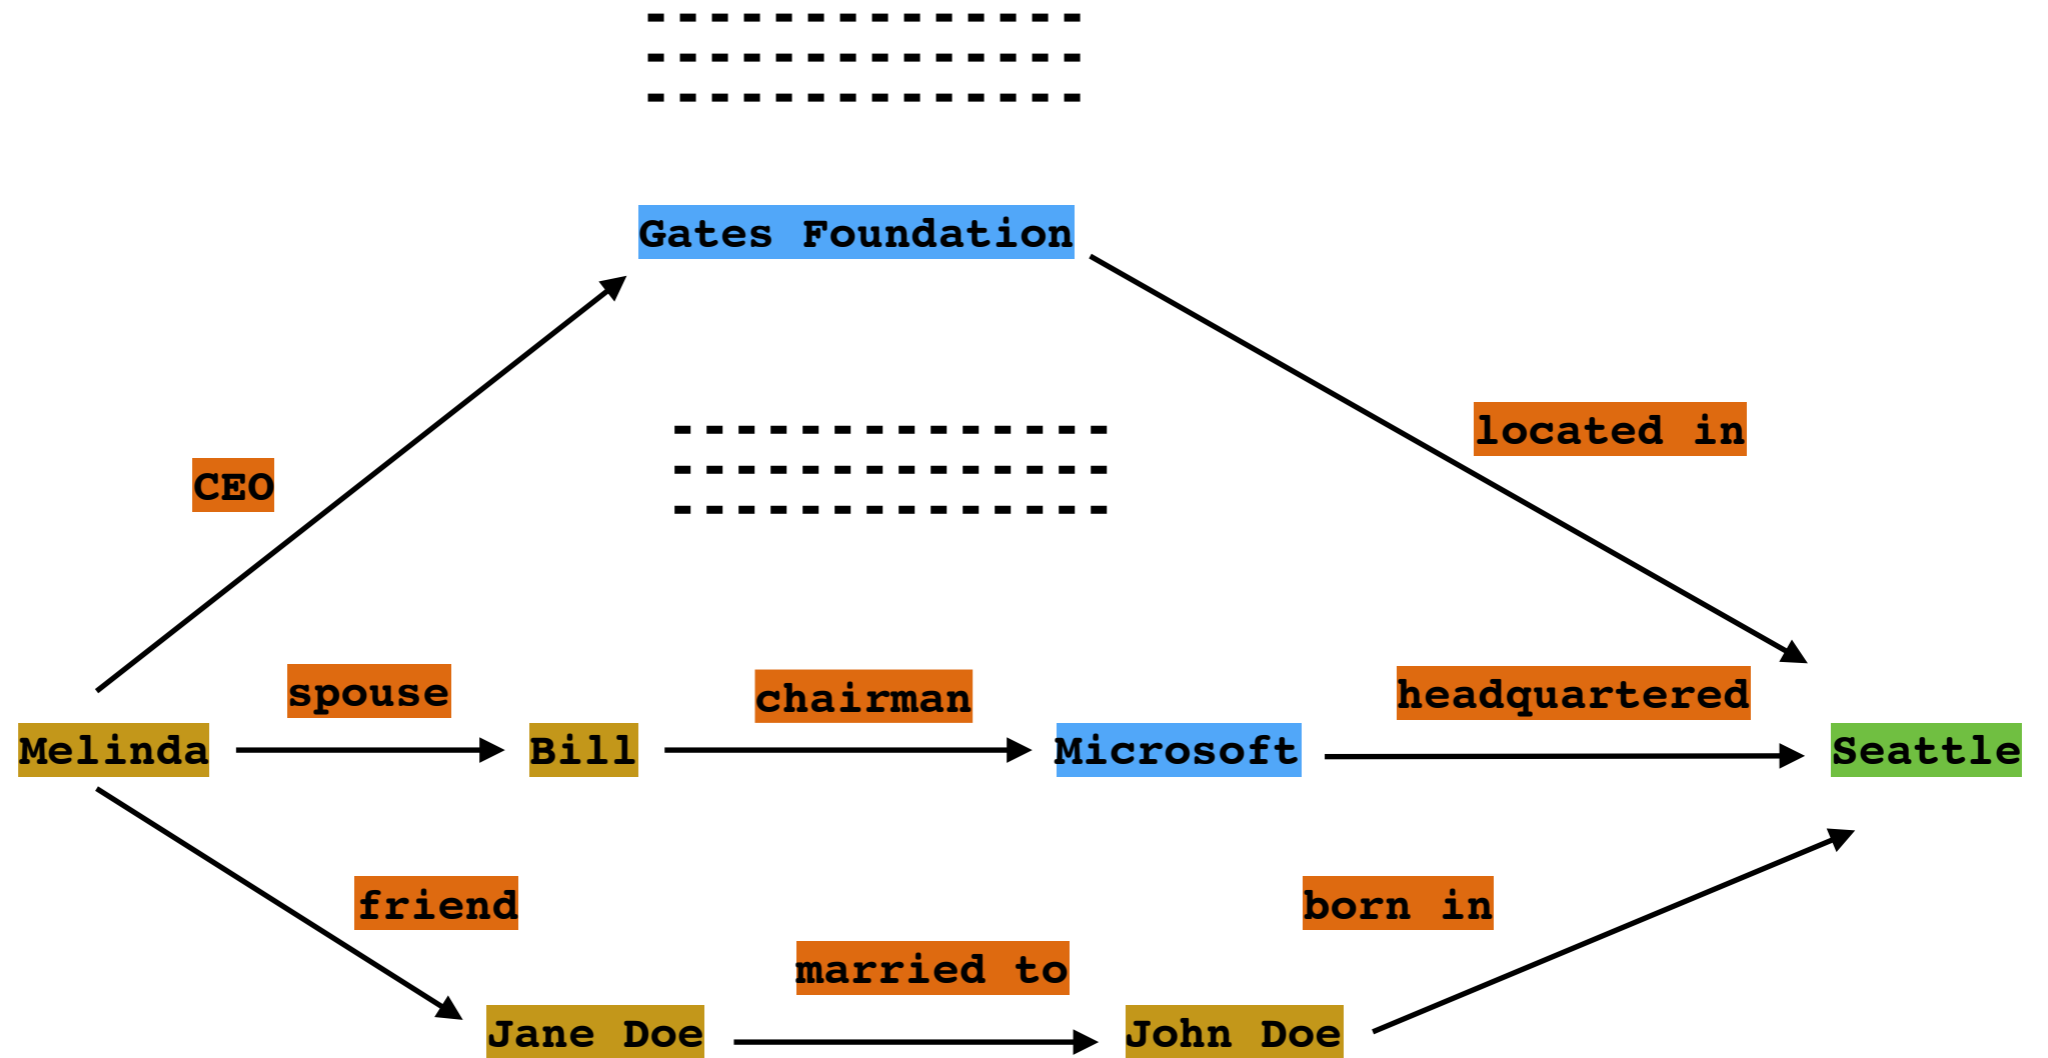 --------------
--------------
--------------
Gates Foundation
located in
--------------
--------------
--------------
CEO
spouse
chairman
headquartered
Melinda
Bill
Microsoft
Seattle
friend
born in
married to
Jane Doe
John Doe